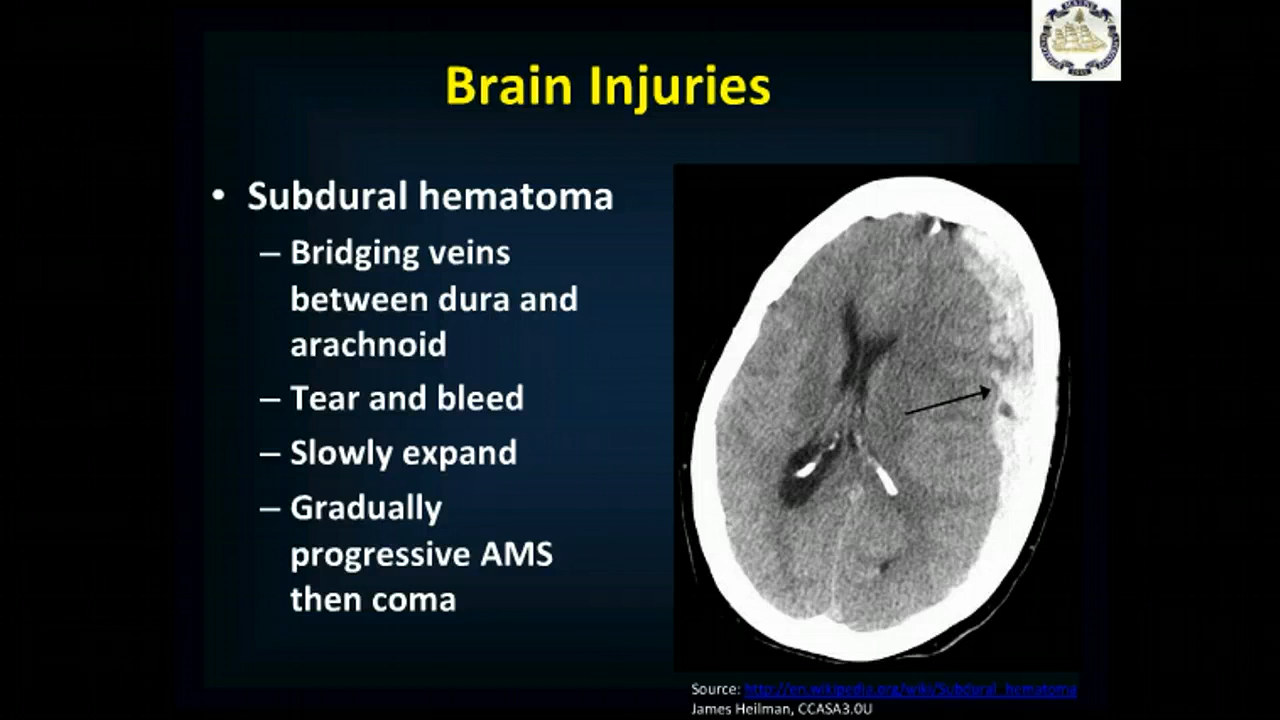 Brain Injuries
• Subdural hematoma
– Bridging veins
between dura and
arachnoid
– Tear and bleed
– Slowly expand
– Gradually
progressive AMS
then coma
Source: http://en.wikipedia.org/wiki/Subdural_hematoma
James Heilman, CCASA3.0U